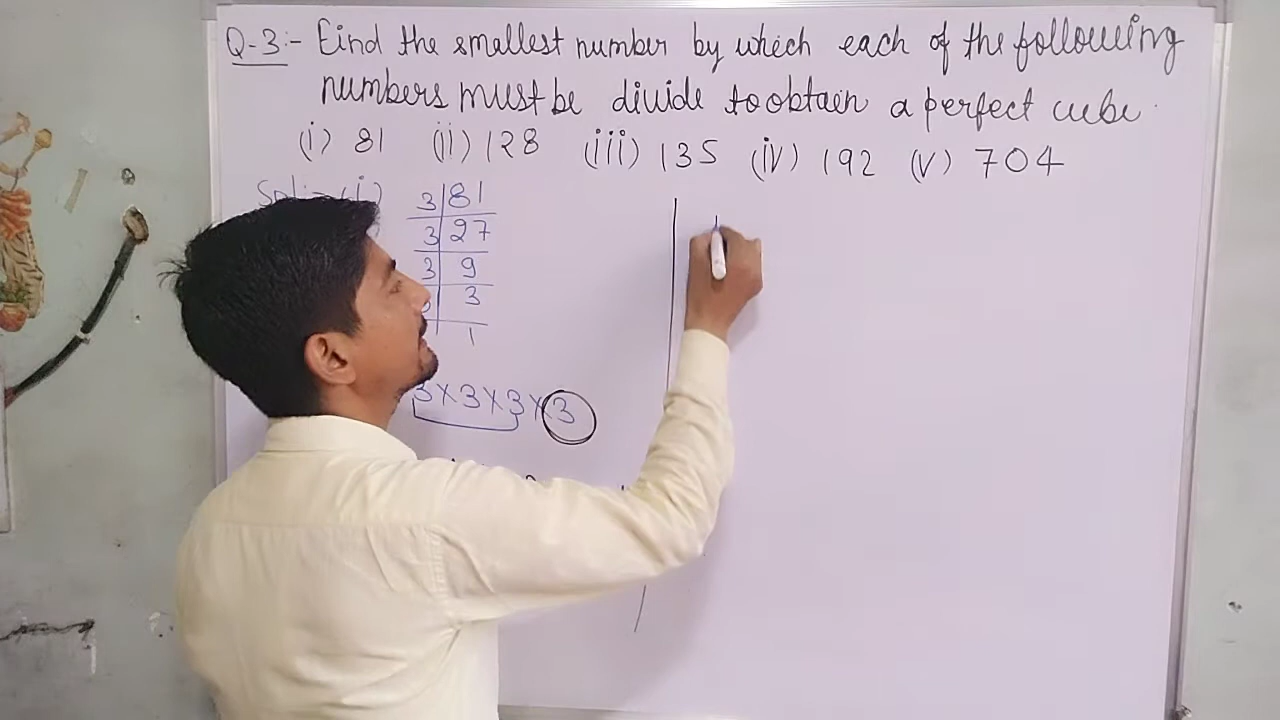 Q-3:- Find the smallest number by which each of the following
numbers must be divide to obtain a perfect cube.
(i) 81 (ii) 128 (iii) 135 (iv) 192 (v) 704
Sol:- (i)
3 | 81
3 | 27
3 | 9
3
1
3×3×3×3